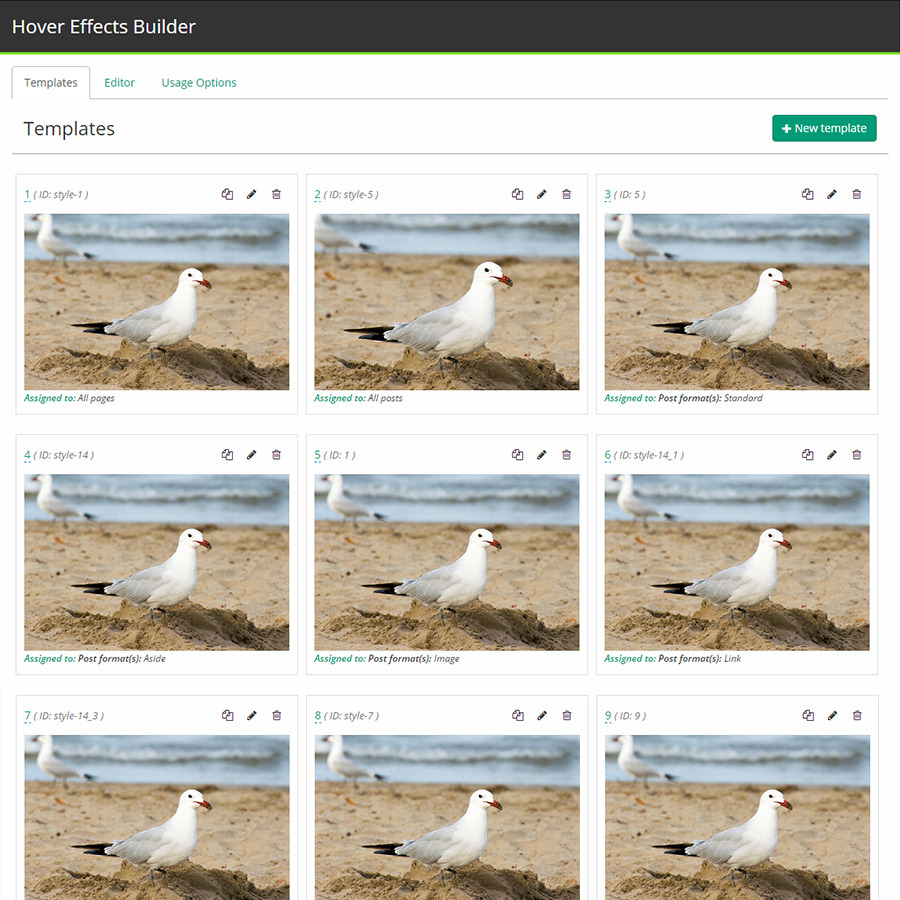 Hover Effects Builder
Templates Editor Usage Options
Templates
New template
1 ( ID: style-1 )
2 ( ID: style-5 )
3 ( ID: 5 )
Assigned to: All pages
Assigned to: All posts
Assigned to: Post format(s): Standard
4 ( ID: style-14 )
5 ( ID: 1 )
6 ( ID: style-14_1 )
Assigned to: Post format(s): Aside
Assigned to: Post format(s): Image
Assigned to: Post format(s): Link
7 ( ID: style-14_3 )
8 ( ID: style-7 )
9 ( ID: 9 )